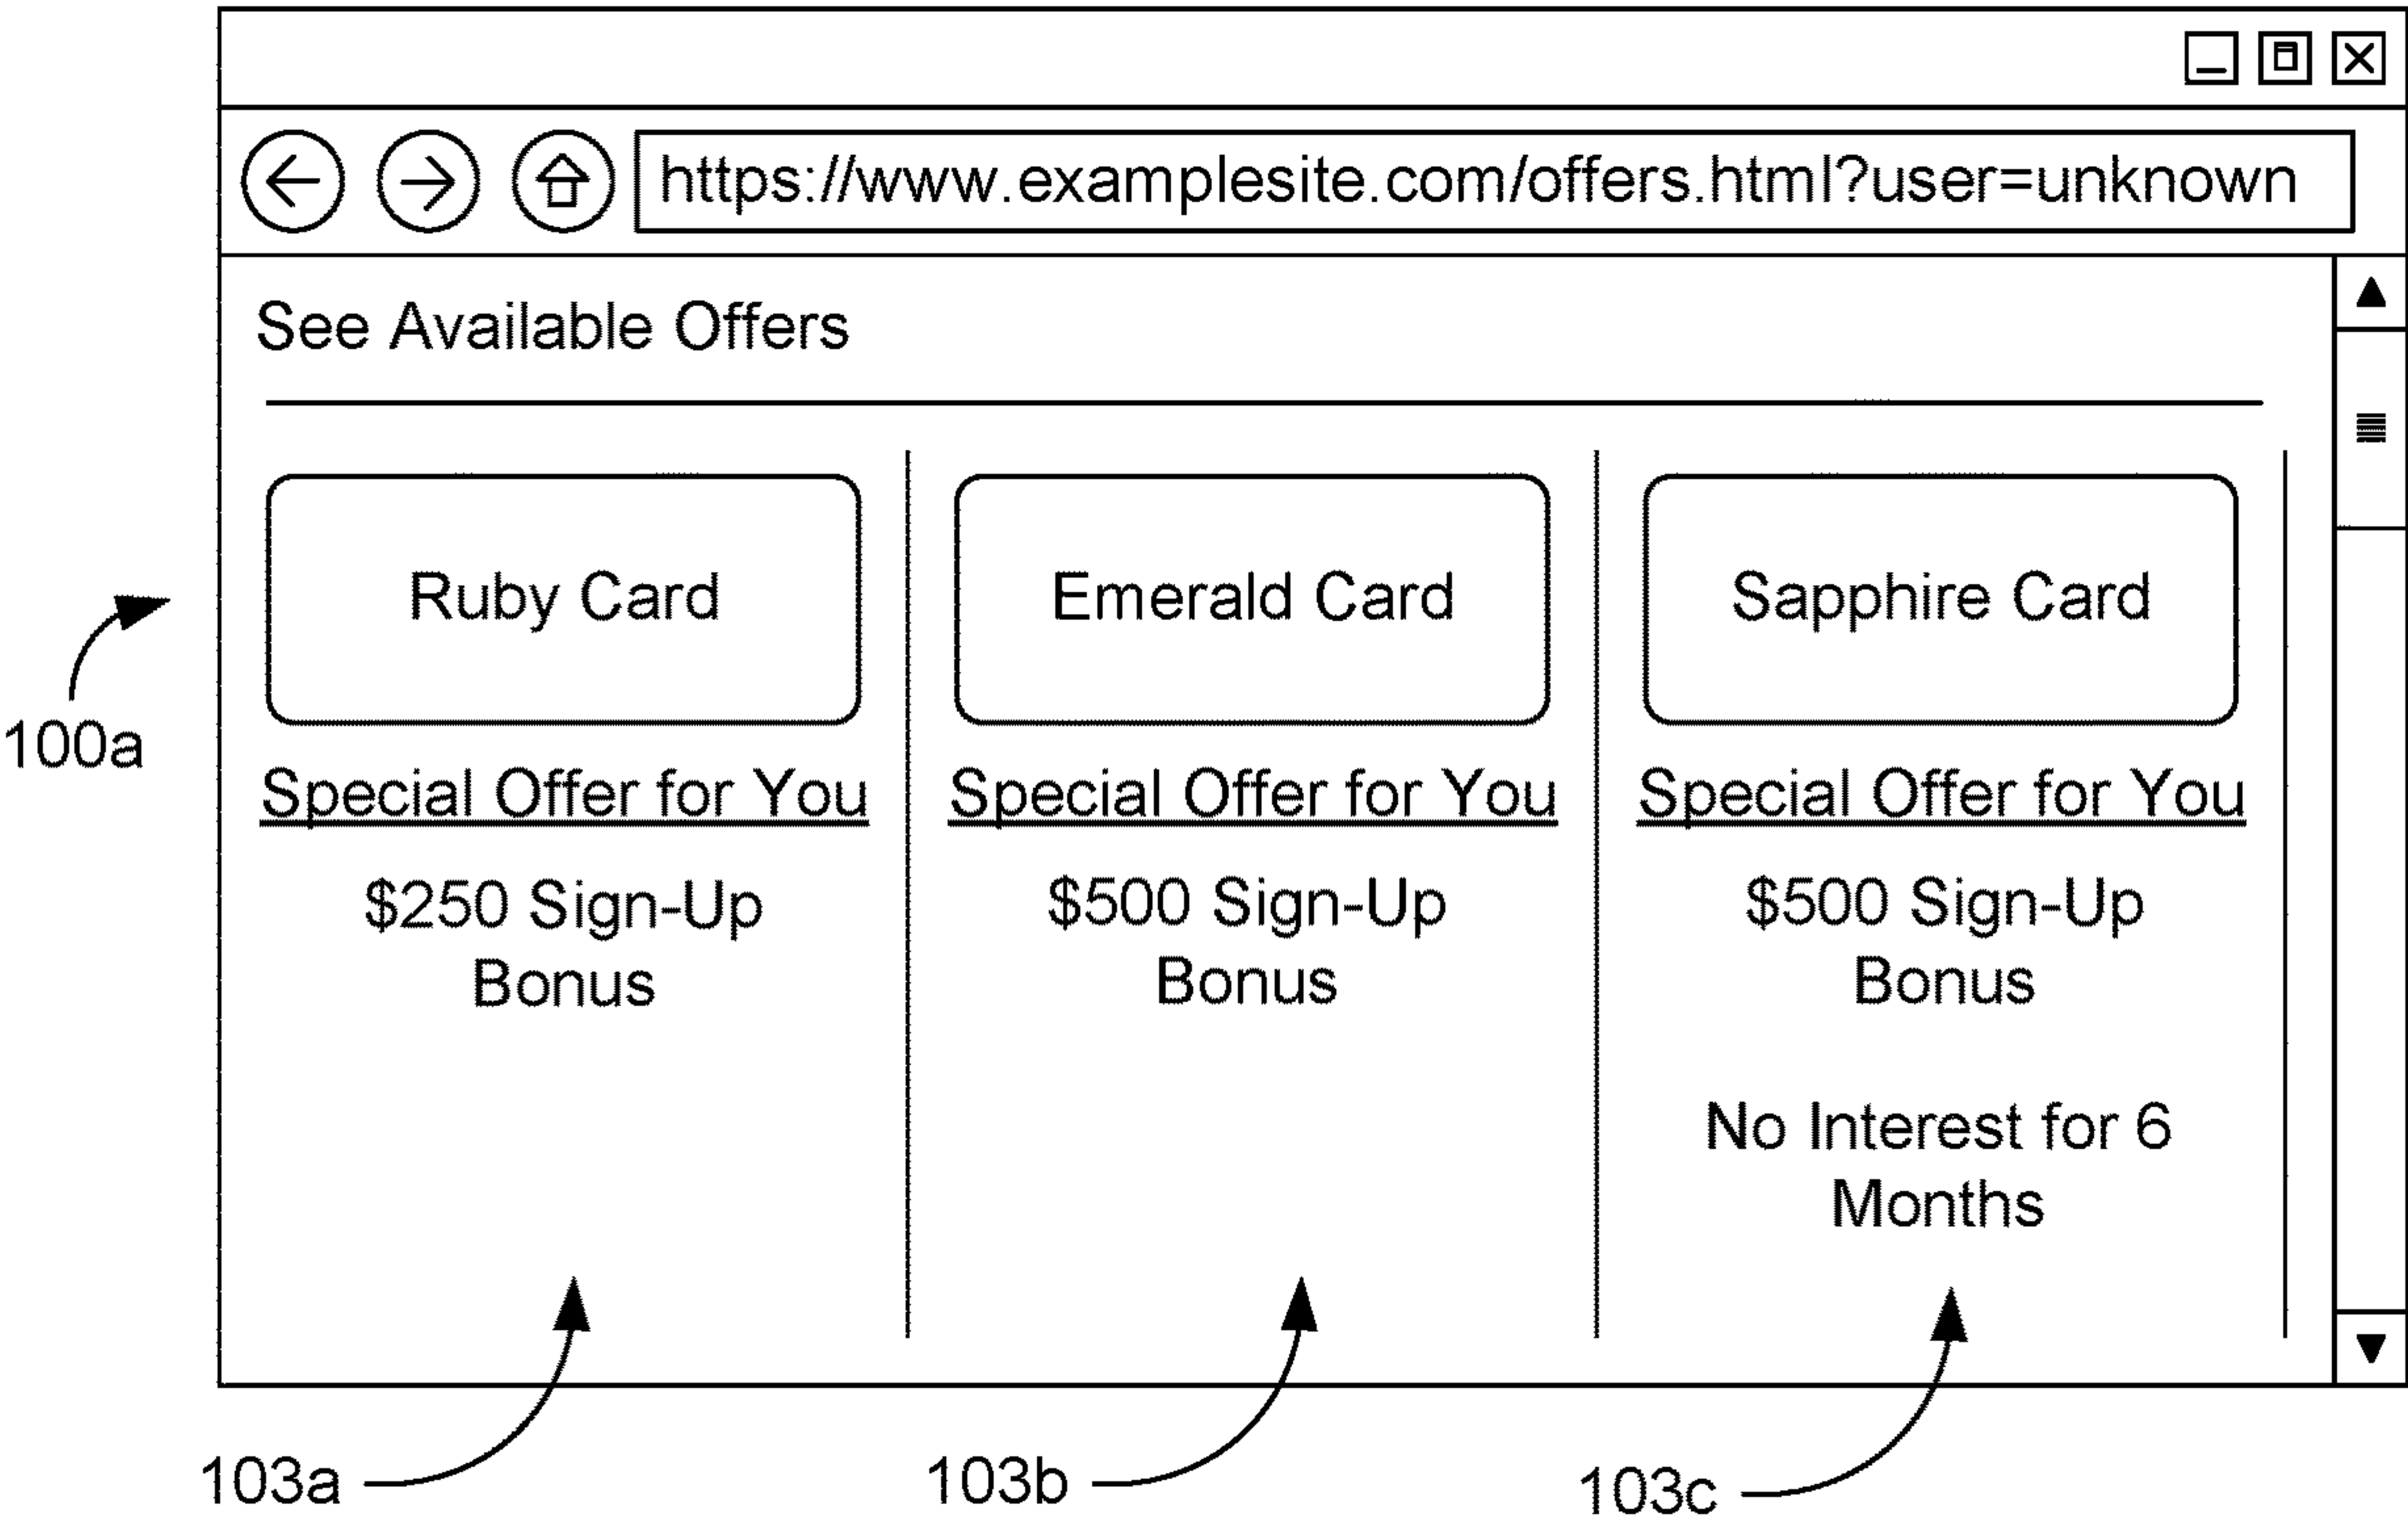 https://www.examplesite.com/offers.html?user=unknown
See Available Offers
Ruby Card
Special Offer for You
$250 Sign-Up
Bonus
Emerald Card
Special Offer for You
$500 Sign-Up
Bonus
Sapphire Card
Special Offer for You
$500 Sign-Up
Bonus
No Interest for 6
Months
100a
103a
103b
103c